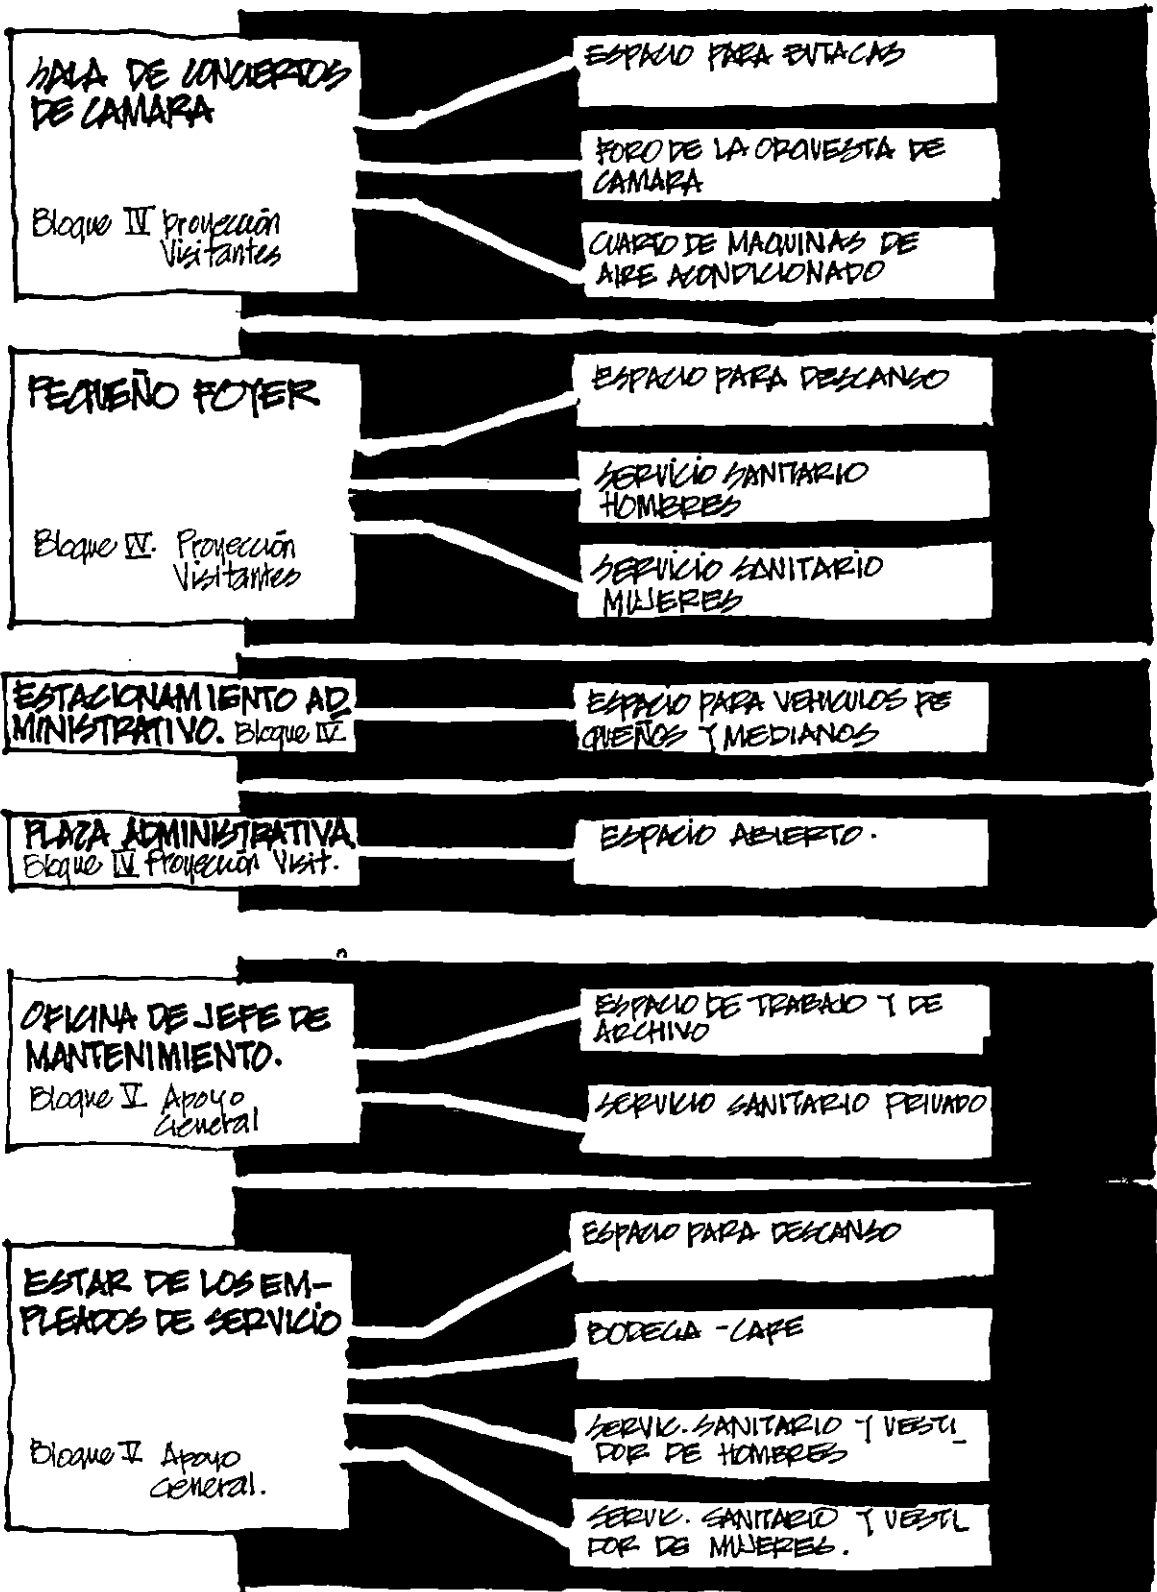 SALA DE CONCIERTOS
DE CAMARA
Bloque IV Proyección
Visitantes
ESPACIO PARA BUTACAS
FORO DE LA ORQUESTA DE
CAMARA
CUARTO DE MAQUINAS DE
AIRE ACONDICIONADO
PEQUEÑO FOYER
Bloque IV. Proyección
Visitantes
ESPACIO PARA DESCANSO
SERVICIO SANITARIO
HOMBRES
SERVICIO SANITARIO
MUJERES
ESTACIONAMIENTO AD
MINISTRATIVO. Bloque IV
ESPACIO PARA VEHICULOS PE
QUEÑOS Y MEDIANOS
PLAZA ADMINISTRATIVA
Bloque IV Proyección Visit.
ESPACIO ABIERTO.
OFICINA DE JEFE DE
MANTENIMIENTO.
Bloque V Apoyo
General
ESPACIO DE TRABAJO Y DE
ARCHIVO
SERVICIO SANITARIO PRIVADO
ESTAR DE LOS EM-
PLEADOS DE SERVICIO
Bloque V Apoyo
General.
ESPACIO PARA DESCANSO
BODEGA - CAFE
SERVIC. SANITARIO Y VESTI_
DOR DE HOMBRES
SERVIC. SANITARIO Y VESTI_
DOR DE MUJERES.